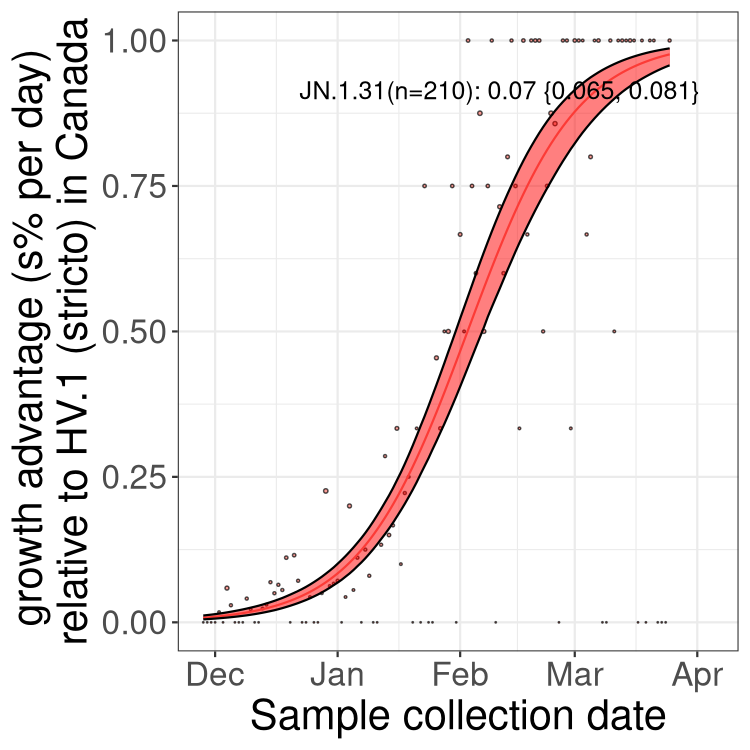 growth advantage (s% per day)
relative to HV.1 (stricto) in Canada
1.00
0.75
0.50
0.25
0.00
JN.1.31(n=210): 0.07 {0.065, 0.081}
Dec Jan Feb Mar Apr
Sample collection date